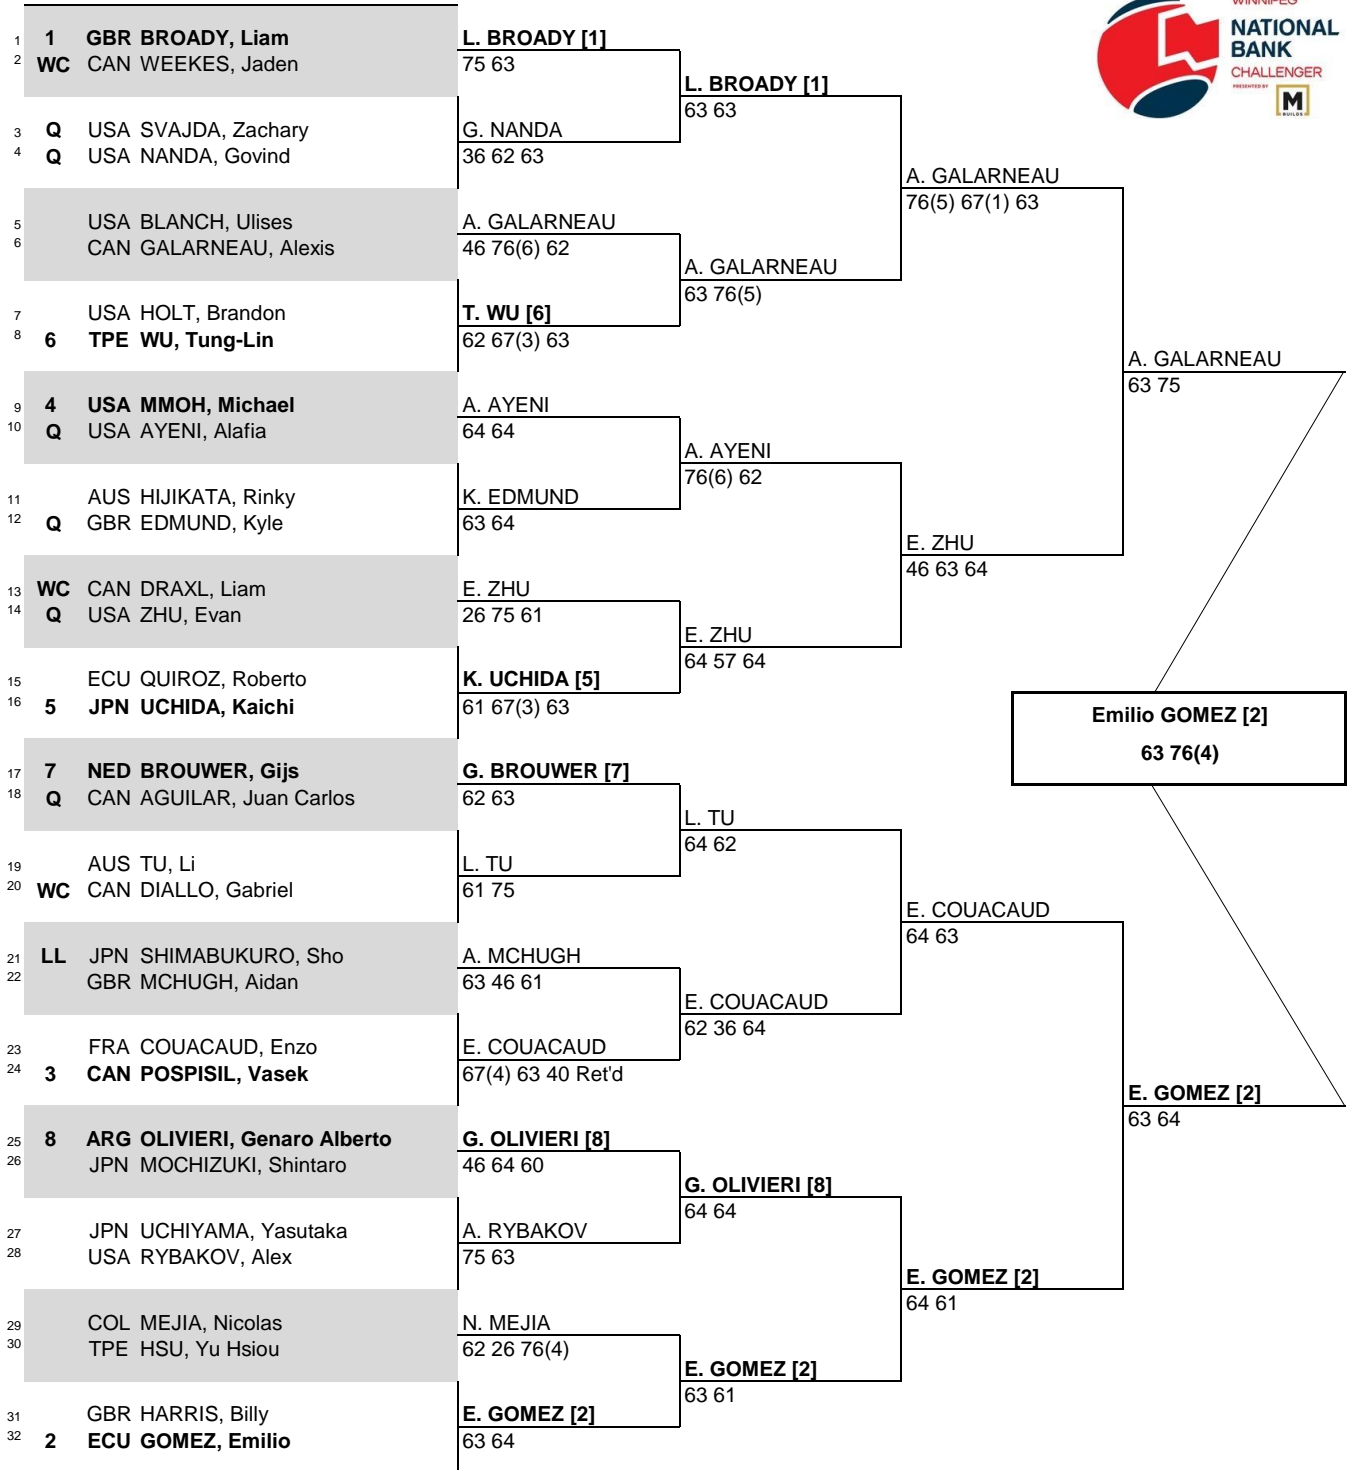 WINNIPEG
NATIONAL
BANK
CHALLENGER
PRESENTED BY
M
BUILDS
1 1 GBR BROADY, Liam
2 WC CAN WEEKES, Jaden
3 Q USA SVAJDA, Zachary
4 Q USA NANDA, Govind
5 USA BLANCH, Ulises
6 CAN GALARNEAU, Alexis
7 USA HOLT, Brandon
8 6 TPE WU, Tung-Lin
9 4 USA MMOH, Michael
10 Q USA AYENI, Alafia
11 AUS HIJIKATA, Rinky
12 Q GBR EDMUND, Kyle
13 WC CAN DRAXL, Liam
14 Q USA ZHU, Evan
15 ECU QUIROZ, Roberto
16 5 JPN UCHIDA, Kaichi
17 7 NED BROUWER, Gijs
18 Q CAN AGUILAR, Juan Carlos
19 AUS TU, Li
20 WC CAN DIALLO, Gabriel
21 LL JPN SHIMABUKURO, Sho
22 GBR MCHUGH, Aidan
23 FRA COUACAUD, Enzo
24 3 CAN POSPISIL, Vasek
25 8 ARG OLIVIERI, Genaro Alberto
26 JPN MOCHIZUKI, Shintaro
27 JPN UCHIYAMA, Yasutaka
28 USA RYBAKOV, Alex
29 COL MEJIA, Nicolas
30 TPE HSU, Yu Hsiou
31 GBR HARRIS, Billy
32 2 ECU GOMEZ, Emilio
L. BROADY [1]
75 63
G. NANDA
36 62 63
A. GALARNEAU
46 76(6) 62
T. WU [6]
62 67(3) 63
A. AYENI
64 64
K. EDMUND
63 64
E. ZHU
26 75 61
K. UCHIDA [5]
61 67(3) 63
G. BROUWER [7]
62 63
L. TU
61 75
A. MCHUGH
63 46 61
E. COUACAUD
67(4) 63 40 Ret'd
G. OLIVIERI [8]
46 64 60
A. RYBAKOV
75 63
N. MEJIA
62 26 76(4)
E. GOMEZ [2]
63 64
L. BROADY [1]
63 63
A. GALARNEAU
63 76(5)
A. AYENI
76(6) 62
E. ZHU
64 57 64
L. TU
64 62
E. COUACAUD
62 36 64
G. OLIVIERI [8]
64 64
E. GOMEZ [2]
63 61
A. GALARNEAU
76(5) 67(1) 63
E. ZHU
46 63 64
E. COUACAUD
64 63
E. GOMEZ [2]
64 61
A. GALARNEAU
63 75
E. GOMEZ [2]
63 64
Emilio GOMEZ [2]
63 76(4)